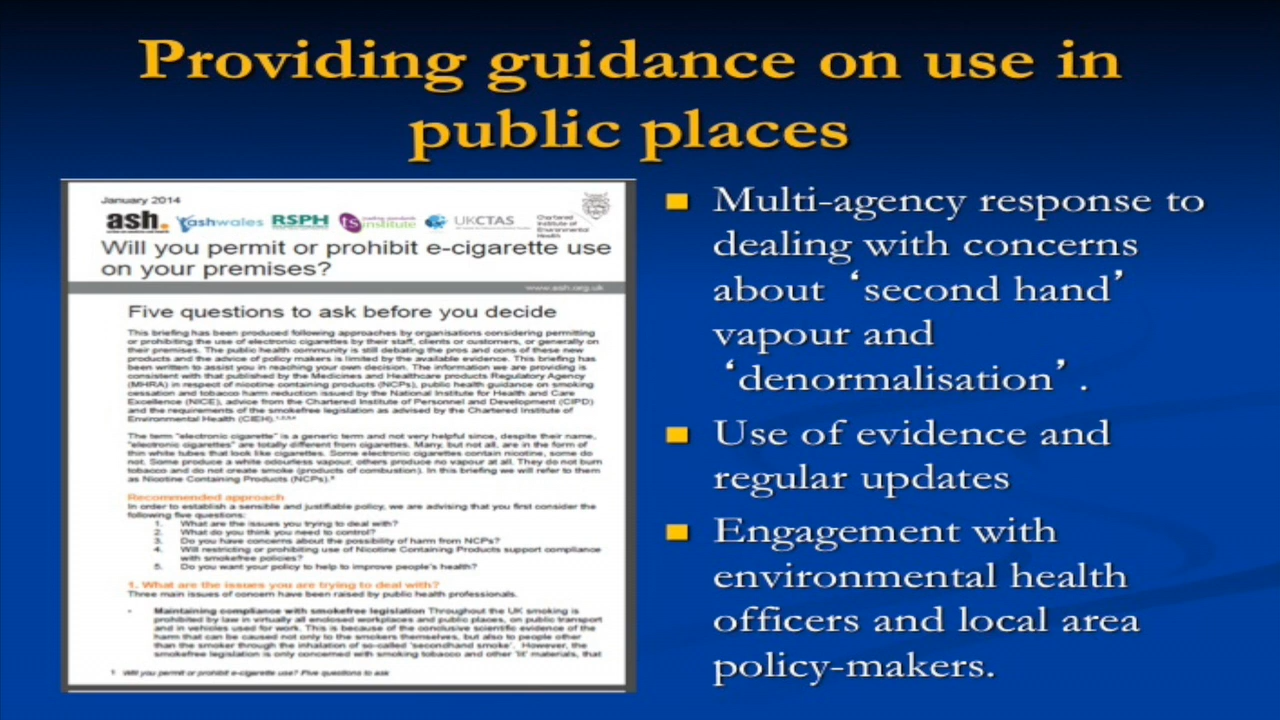 Providing guidance on use in
public places
January 2014
ash.
ashwales
RSPH
tsi
trading standards
institute
UKCTAS
Chartered
Institute of
Environmental
Health
Will you permit or prohibit e-cigarette use
on your premises?
www.ash.org.uk
Five questions to ask before you decide
This briefing has been produced following approaches by organisations considering permitting
or prohibiting the use of electronic cigarettes by their staff, clients or customers, or generally on
their premises. The public health community is still debating the pros and cons of these new
products and the advice of policy makers is limited by the available evidence. This briefing has
been written to assist you in reaching your own decision. The information we are providing is
consistent with that published by the Medicines and Healthcare products Regulatory Agency
(MHRA) in respect of nicotine containing products (NCPs), public health guidance on smoking
cessation and tobacco harm reduction issued by the National Institute for Health and Care
Excellence (NICE), advice from the Chartered Institute of Personnel and Development (CIPD)
and the requirements of the smokefree legislation as advised by the Chartered Institute of
Environmental Health (CIEH).
The term "electronic cigarette" is a generic term and not very helpful since, despite their name,
"electronic cigarettes" are totally different from cigarettes. Many, but not all, are in the form of
thin white tubes that look like cigarettes. Some electronic cigarettes contain nicotine, some do
not. Some produce a white odourless vapour, others produce no vapour at all. They do not burn
tobacco and do not create smoke (products of combustion). In this briefing we will refer to them
as Nicotine Containing Products (NCPs).
Recommended approach
In order to establish a sensible and justifiable policy, we are advising that you first consider the
following five questions:
1. What are the issues you trying to deal with?
2. What do you think you need to control?
3. Do you have concerns about the possibility of harm from NCPs?
4. Will restricting or prohibiting use of Nicotine Containing Products support compliance
with smokefree policies?
5. Do you want your policy to help to improve people's health?
1. What are the issues you are trying to deal with?
Three main issues of concern have been raised by public health professionals.
- Maintaining compliance with smokefree legislation Throughout the UK smoking is
prohibited by law in virtually all enclosed workplaces and public places, on public transport
and in vehicles used for work. This is because of the conclusive scientific evidence of the
harm that can be caused not only to the smokers themselves, but also to people other
than the smoker through the inhalation of so-called 'secondhand smoke'. However, the
smokefree legislation is only concerned with smoking tobacco and other 'lit' materials, that
1 Will you permit or prohibit e-cigarette use? Five questions to ask
■ Multi-agency response to
dealing with concerns
about ‘second hand’
vapour and
‘denormalisation’.
■ Use of evidence and
regular updates
■ Engagement with
environmental health
officers and local area
policy-makers.